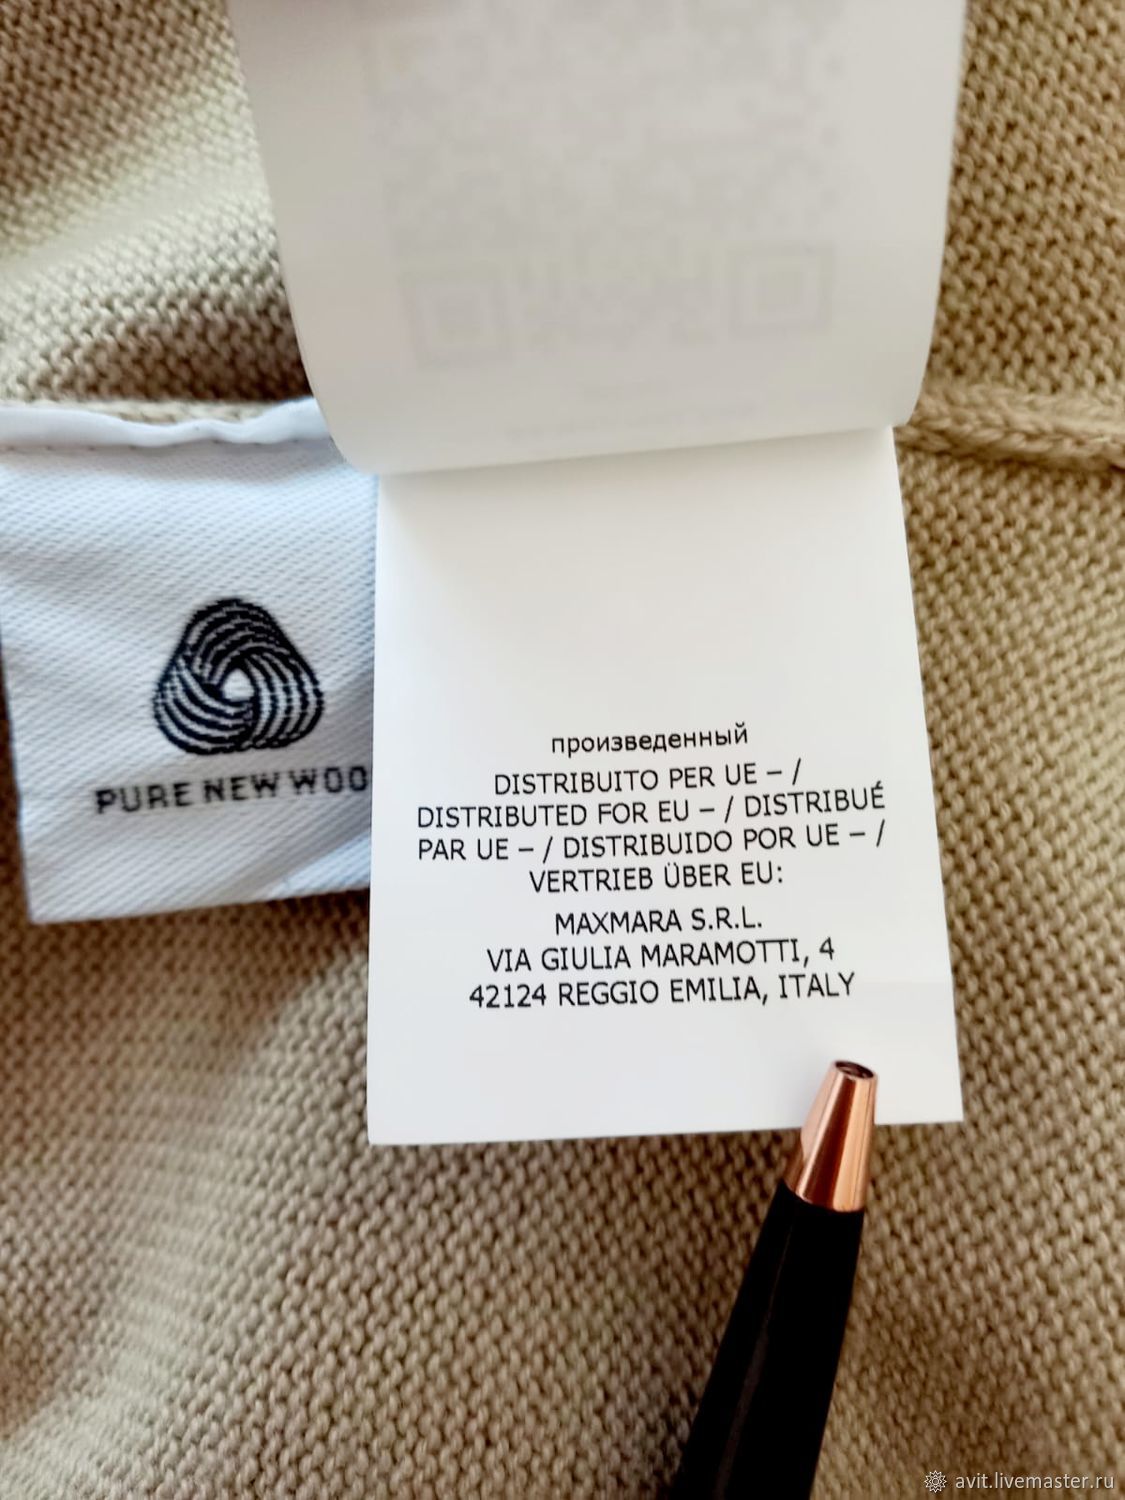 PURE NEW WOO
произведенный
DISTRIBUITO PER UE – /
DISTRIBUTED FOR EU – / DISTRIBUÉ
PAR UE – / DISTRIBUIDO POR UE – /
VERTRIEB ÜBER EU:
MAXMARA S.R.L.
VIA GIULIA MARAMOTTI, 4
42124 REGGIO EMILIA, ITALY
avit.livemaster.ru